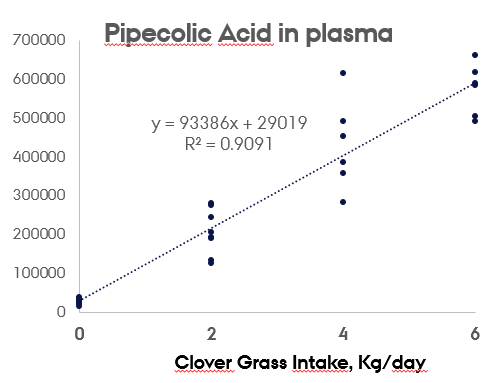 Pipecolic Acid in plasma
700000
600000
500000
400000
300000
200000
100000
0
y = 93386x + 29019
R² = 0.9091
0 2 4 6
Clover Grass Intake, Kg/day